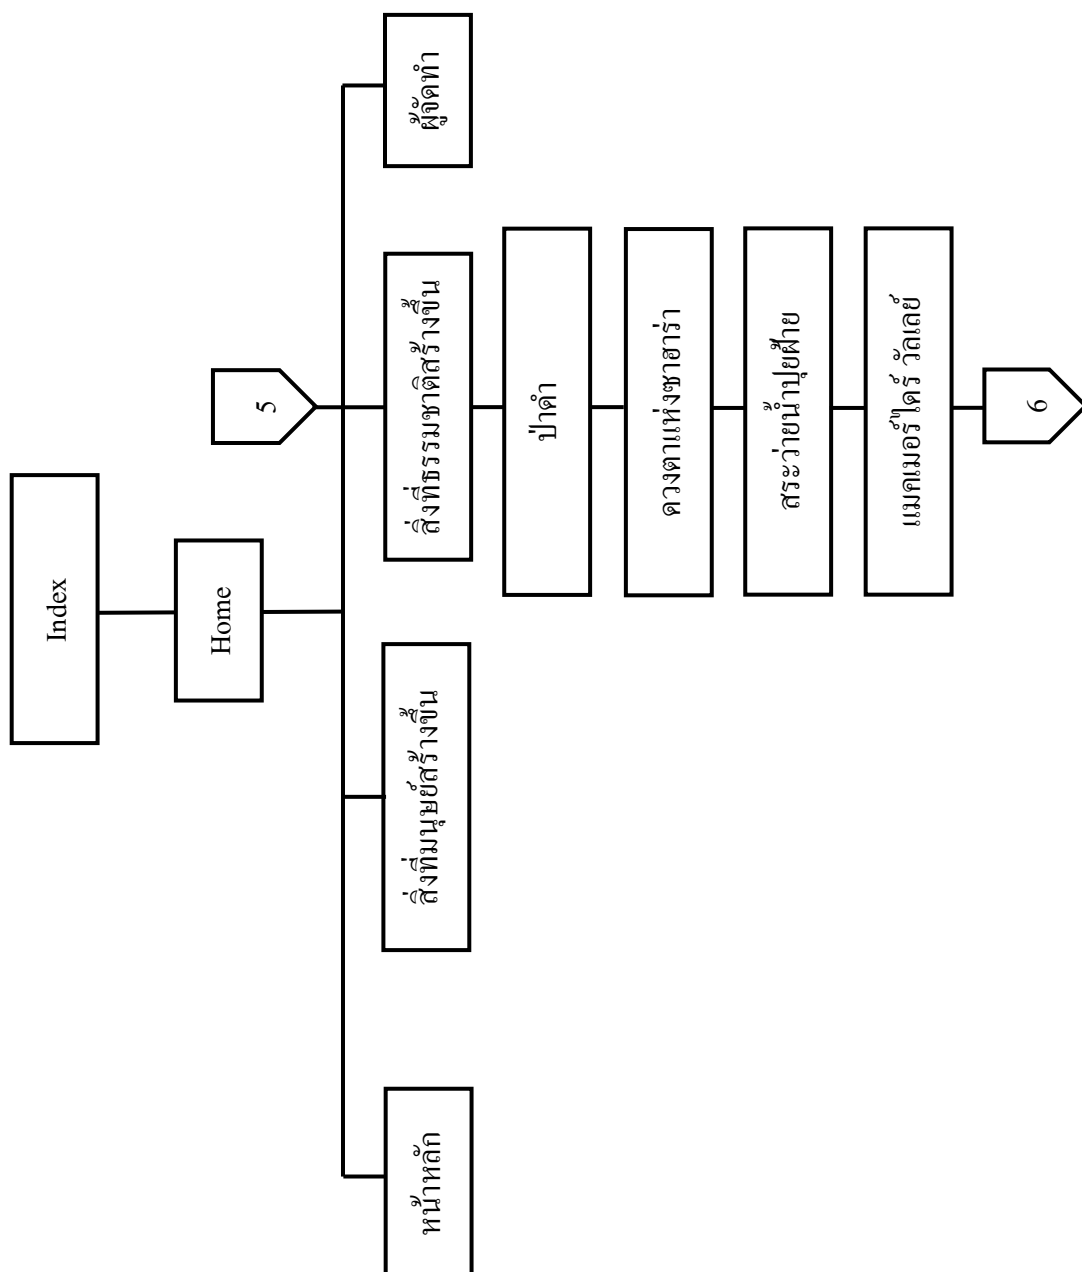 Index
Home
5
หน้าหลัก
สิ่งที่มนุษย์สร้างขึ้น
สิ่งที่ธรรมชาติสร้างขึ้น
ผู้จัดทำ
ป่าดำ
ดวงตาแห่งซาฮาร่า
สระว่ายน้ำปุยฝ้าย
แมคเมอร์ไดร์ วัลเลย์
6